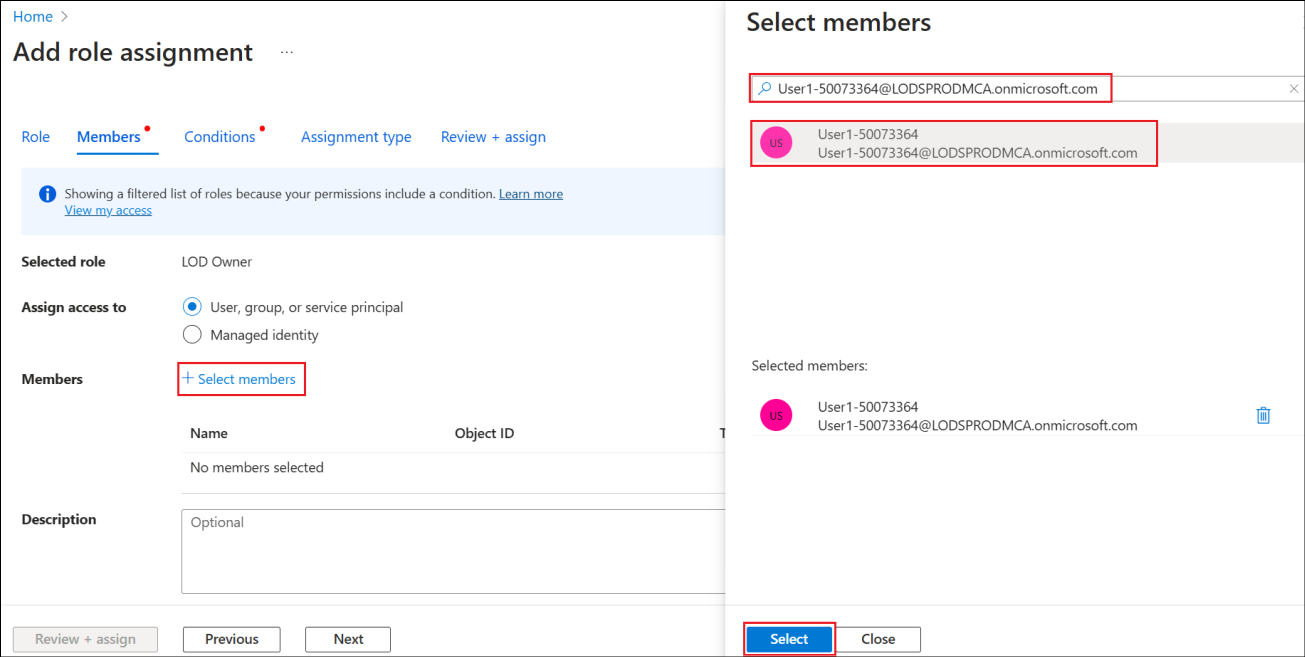 Home
Add role assignment
...
Role
Members
Conditions
Assignment type
Review + assign
Showing a filtered list of roles because your permissions include a condition. Learn more
View my access
Selected role
LOD Owner
Assign access to
User, group, or service principal
Managed identity
Members
+ Select members
Name
Object ID
T
No members selected
Description
Optional
Review + assign
Previous
Next
Select members
User1-50073364@LODSPRODMCA.onmicrosoft.com
US
User1-50073364
User1-50073364@LODSPRODMCA.onmicrosoft.com
Selected members:
US
User1-50073364
User1-50073364@LODSPRODMCA.onmicrosoft.com
Select
Close